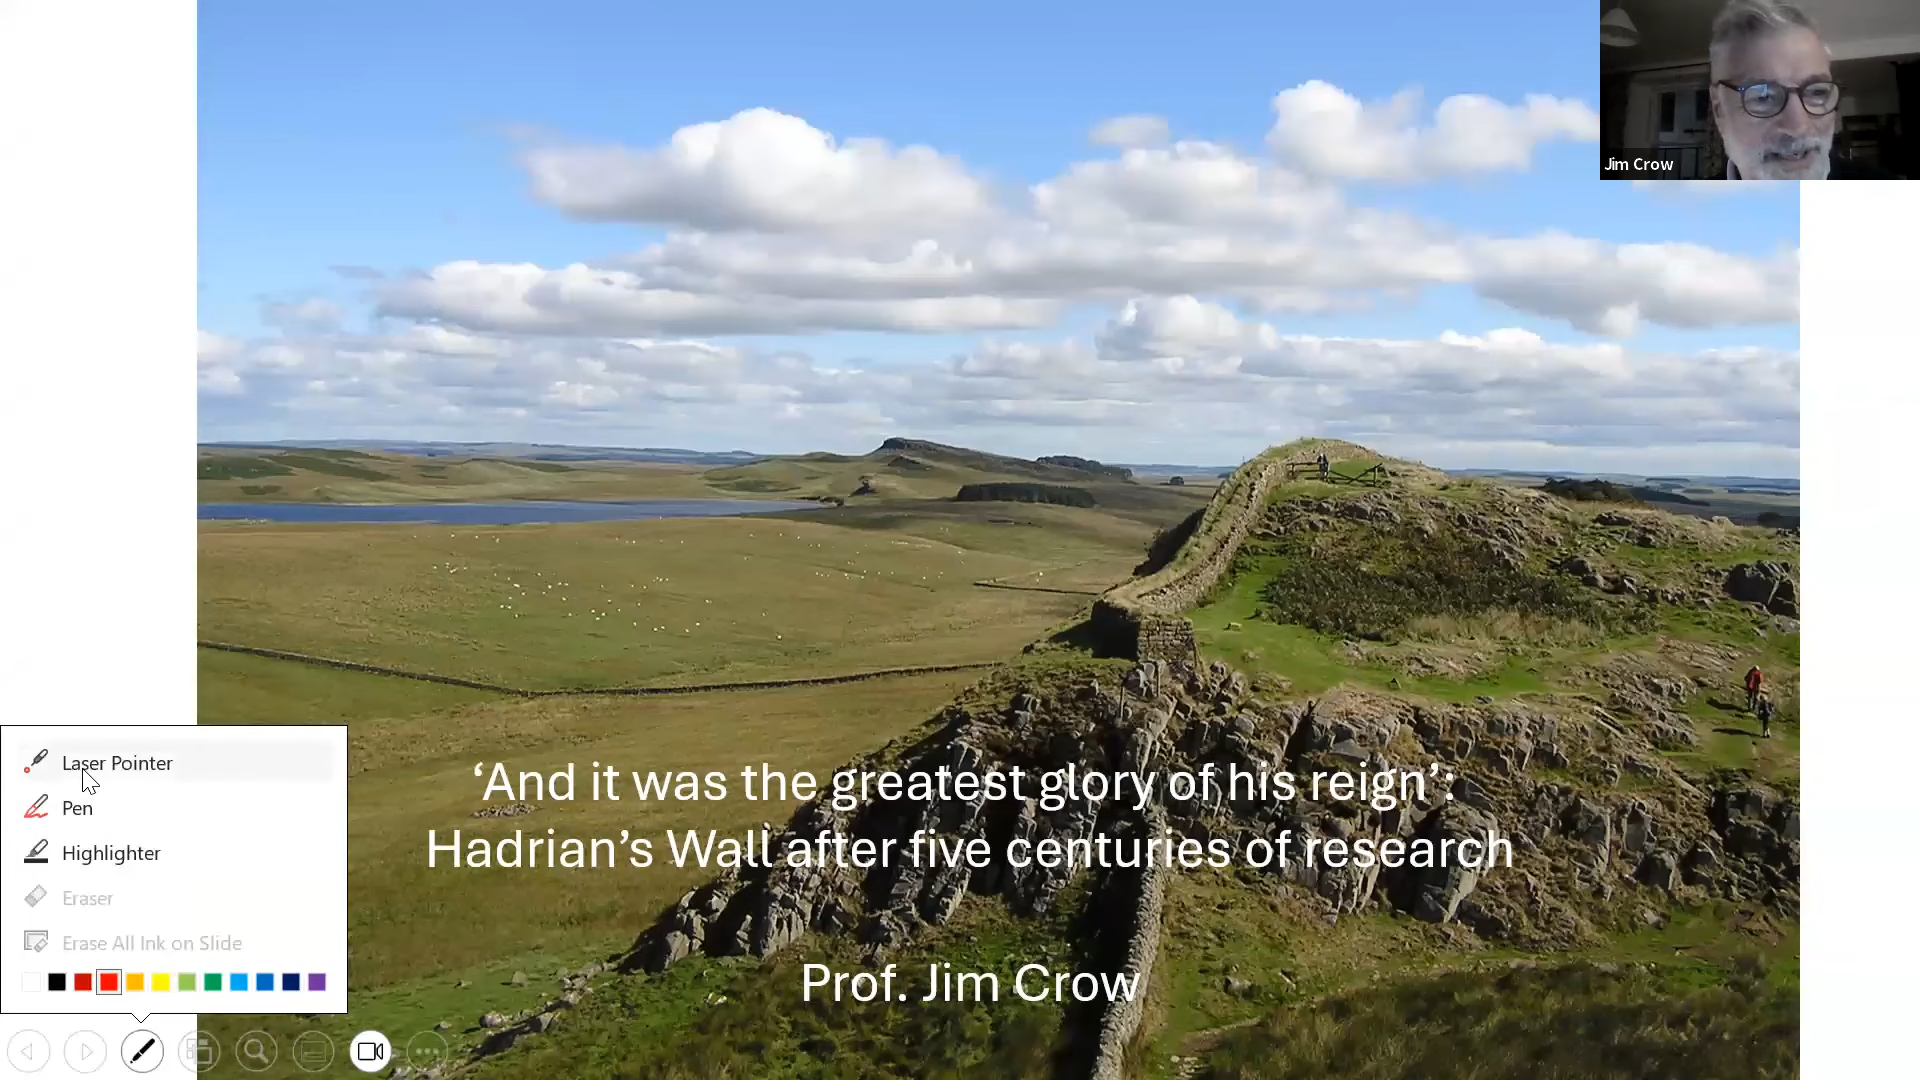 Jim Crow
Laser Pointer
Pen
Highlighter
Eraser
Erase All Ink on Slide
‘And it was the greatest glory of his reign’:
Hadrian’s Wall after five centuries of research
Prof. Jim Crow